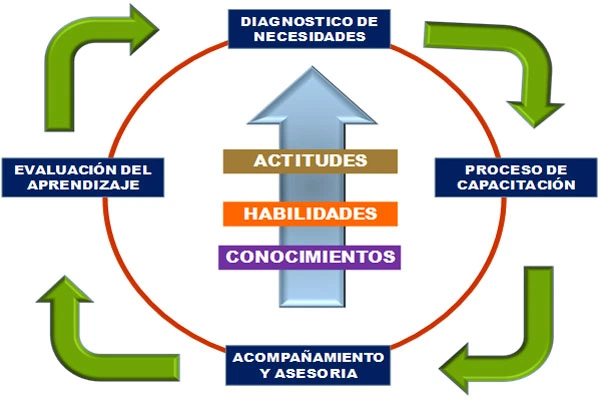 DIAGNOSTICO DE
NECESIDADES
ACTITUDES
EVALUACIÓN DEL
APRENDIZAJE
PROCESO DE
CAPACITACIÓN
HABILIDADES
CONOCIMIENTOS
ACOMPAÑAMIENTO
Y ASESORIA